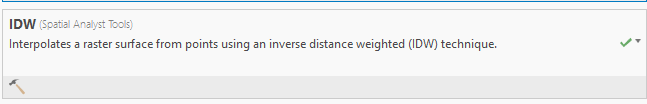 IDW (Spatial Analyst Tools)
Interpolates a raster surface from points using an inverse distance weighted (IDW) technique.